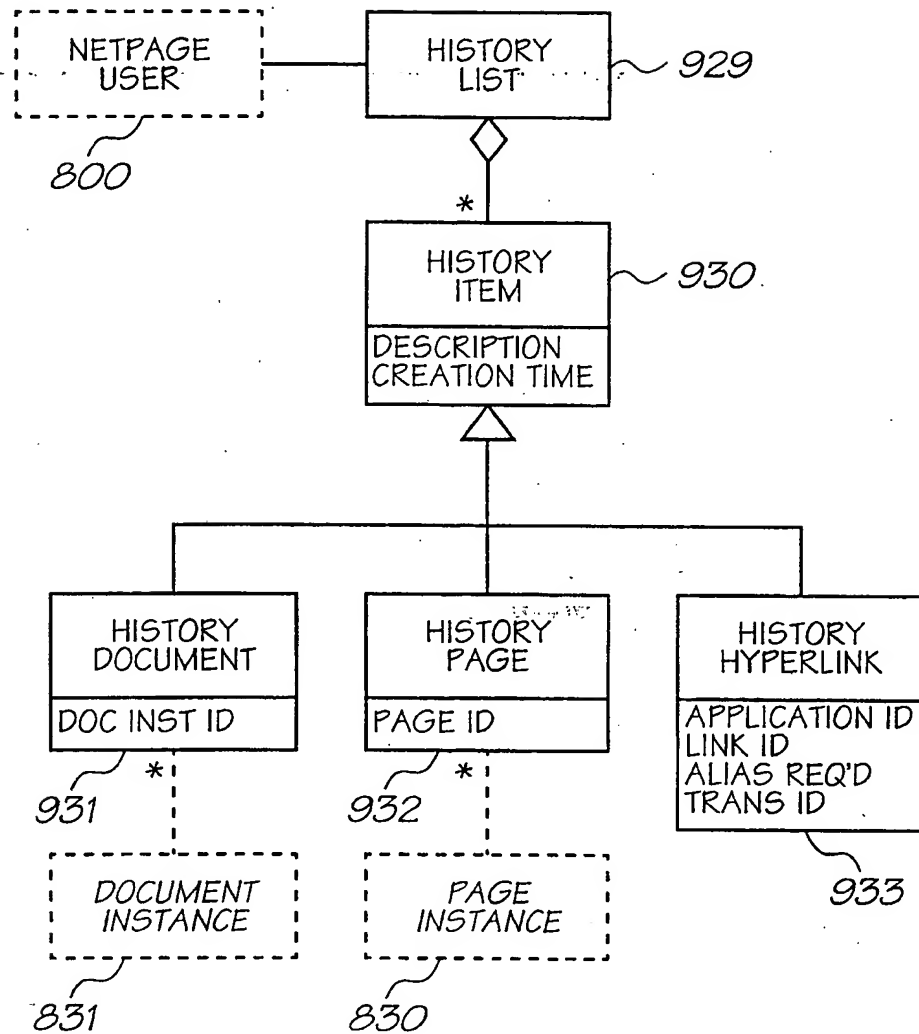 NETPAGE
USER
800
HISTORY
LIST
929
*
HISTORY
ITEM
930
DESCRIPTION
CREATION TIME
HISTORY
DOCUMENT
DOC INST ID
931
*
HISTORY
PAGE
PAGE ID
932
*
HISTORY
HYPERLINK
APPLICATION ID
LINK ID
ALIAS REQ'D
TRANS ID
933
DOCUMENT
INSTANCE
831
PAGE
INSTANCE
830